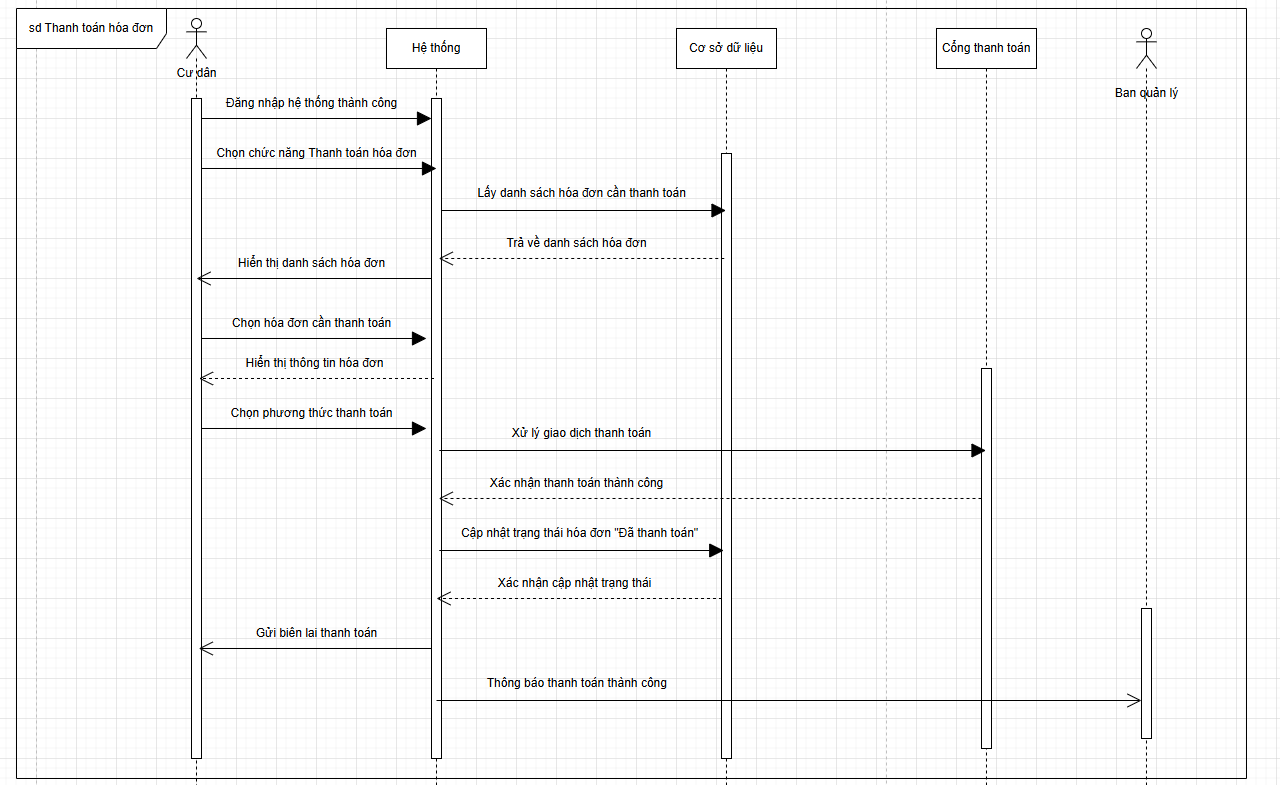 sd Thanh toán hóa đơn
Cư dân
Hệ thống
Cơ sở dữ liệu
Cổng thanh toán
Ban quản lý
Đăng nhập hệ thống thành công
Chọn chức năng Thanh toán hóa đơn
Lấy danh sách hóa đơn cần thanh toán
Trả về danh sách hóa đơn
Hiển thị danh sách hóa đơn
Chọn hóa đơn cần thanh toán
Hiển thị thông tin hóa đơn
Chọn phương thức thanh toán
Xử lý giao dịch thanh toán
Xác nhận thanh toán thành công
Cập nhật trạng thái hóa đơn "Đã thanh toán"
Xác nhận cập nhật trạng thái
Gửi biên lai thanh toán
Thông báo thanh toán thành công